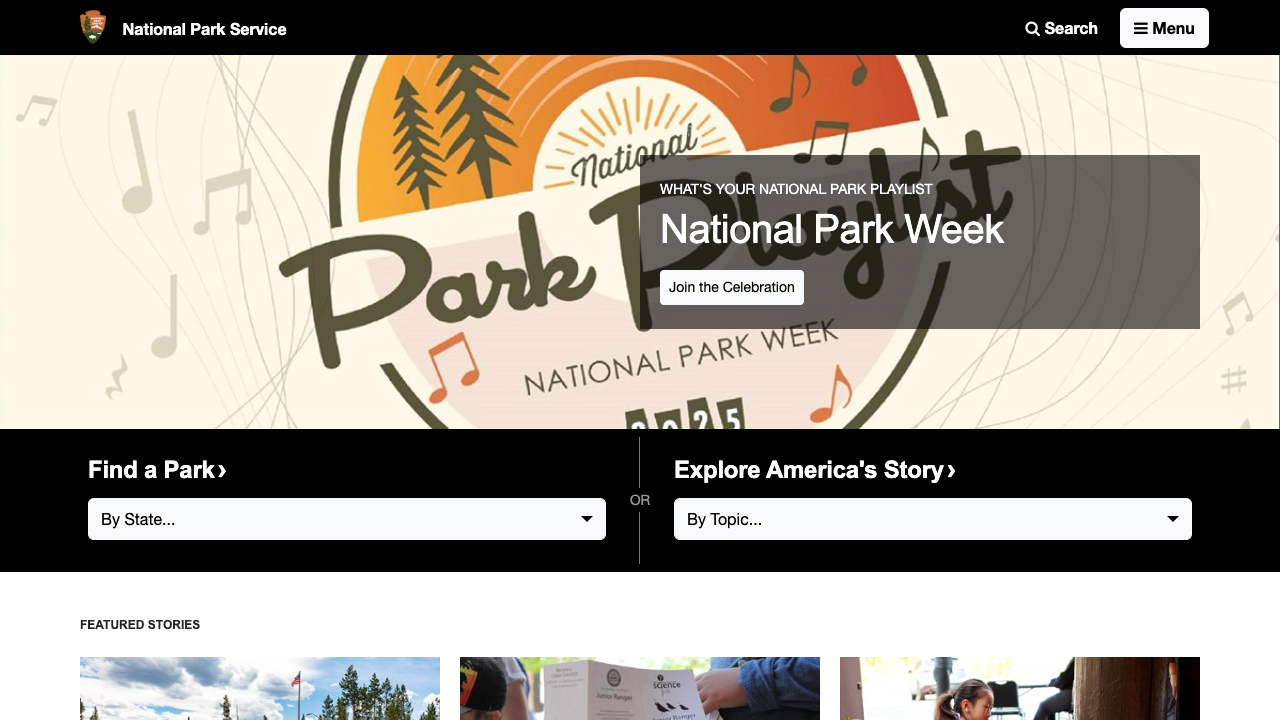 National Park Service
Search
Menu
National
Park Playlist
WHAT'S YOUR NATIONAL PARK PLAYLIST
National Park Week
Join the Celebration
NATIONAL PARK WEEK
2025
Find a Park ›
Explore America's Story ›
OR
By State...
By Topic...
FEATURED STORIES
Junior Ranger
science
Junior Ranger